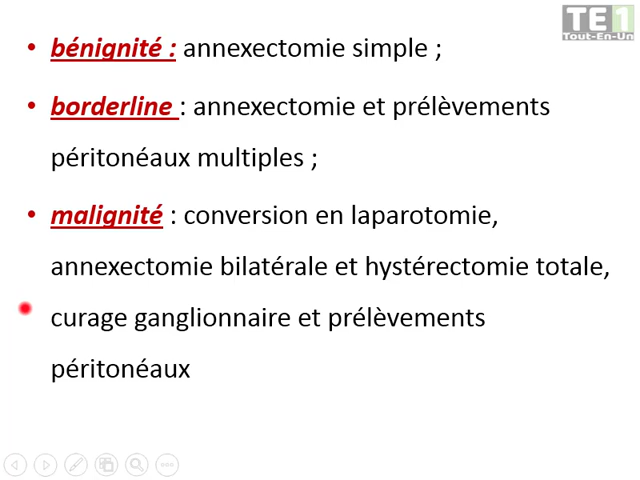 TE1
Tout-En-Un
• bénignité : annexectomie simple ;
• borderline : annexectomie et prélèvements
péritonéaux multiples ;
• malignité : conversion en laparotomie,
annexectomie bilatérale et hystérectomie totale,
curage ganglionnaire et prélèvements
péritonéaux